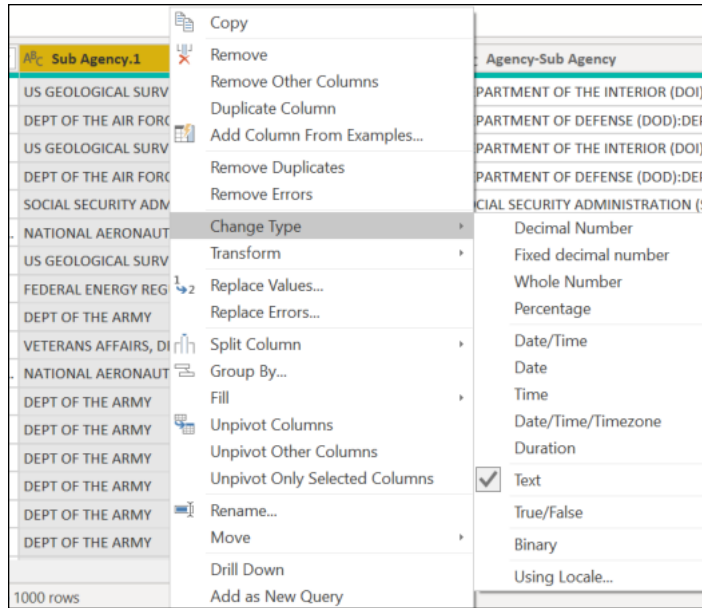 ABC Sub Agency.1
US GEOLOGICAL SURV
DEPT OF THE AIR FORC
US GEOLOGICAL SURV
DEPT OF THE AIR FORC
SOCIAL SECURITY ADM
NATIONAL AERONAUT
US GEOLOGICAL SURV
FEDERAL ENERGY REG
DEPT OF THE ARMY
VETERANS AFFAIRS, DI
NATIONAL AERONAUT
DEPT OF THE ARMY
DEPT OF THE ARMY
DEPT OF THE ARMY
DEPT OF THE ARMY
DEPT OF THE ARMY
DEPT OF THE ARMY
1000 rows
Copy
Remove
Remove Other Columns
Duplicate Column
Add Column From Examples...
Remove Duplicates
Remove Errors
Change Type
Transform
1 2 Replace Values...
Replace Errors...
Split Column
Group By...
Fill
Unpivot Columns
Unpivot Other Columns
Unpivot Only Selected Columns
Rename...
Move
Drill Down
Add as New Query
Agency-Sub Agency
PARTMENT OF THE INTERIOR (DOI)
PARTMENT OF DEFENSE (DOD):DEP
PARTMENT OF THE INTERIOR (DOI)
PARTMENT OF DEFENSE (DOD):DEP
CIAL SECURITY ADMINISTRATION (S
Decimal Number
Fixed decimal number
Whole Number
Percentage
Date/Time
Date
Time
Date/Time/Timezone
Duration
Text
True/False
Binary
Using Locale...